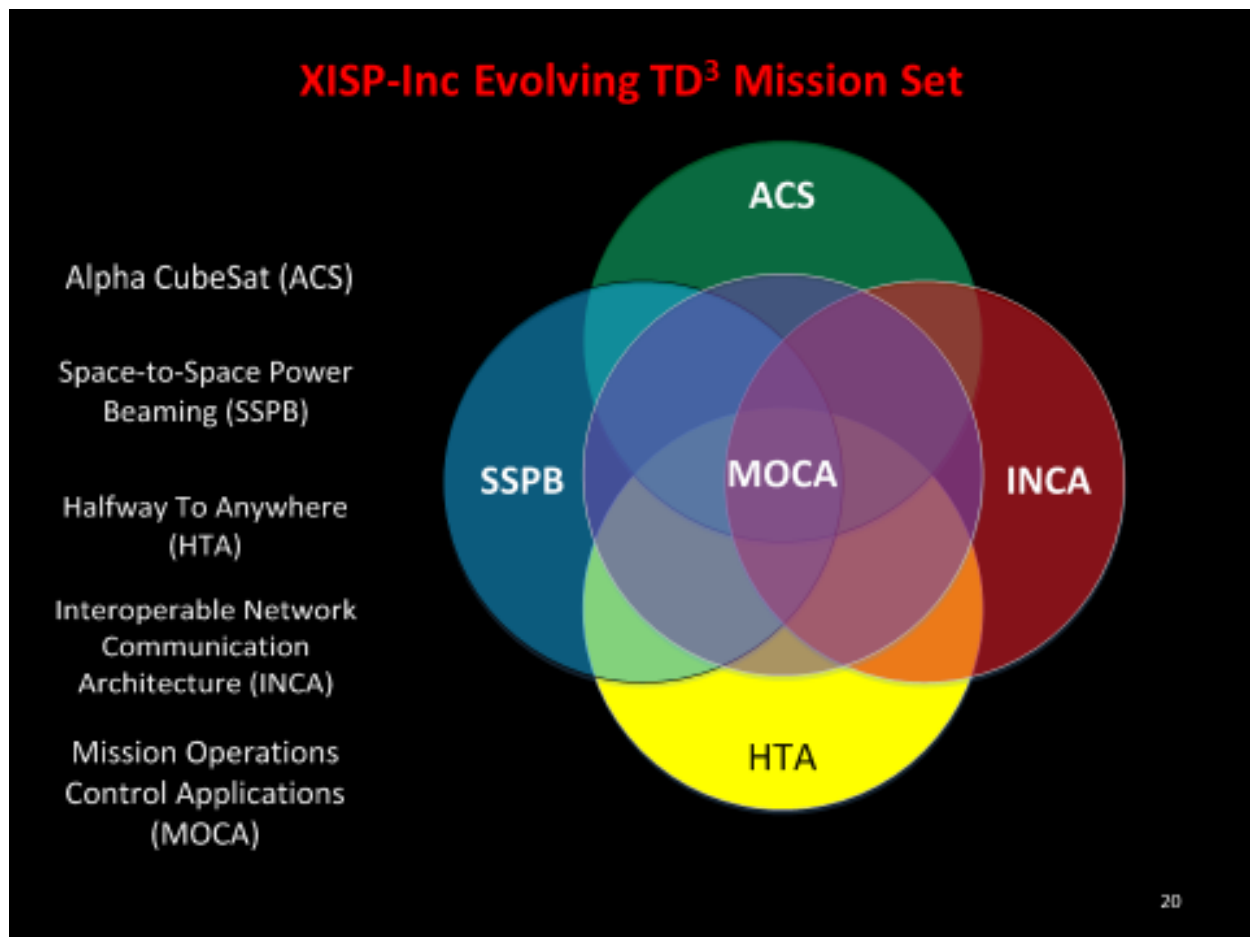 XISP-Inc Evolving TD³ Mission Set
Alpha CubeSat (ACS)
Space-to-Space Power
Beaming (SSPB)
Halfway To Anywhere
(HTA)
Interoperable Network
Communication
Architecture (INCA)
Mission Operations
Control Applications
(MOCA)
ACS
SSPB
MOCA
INCA
HTA
20